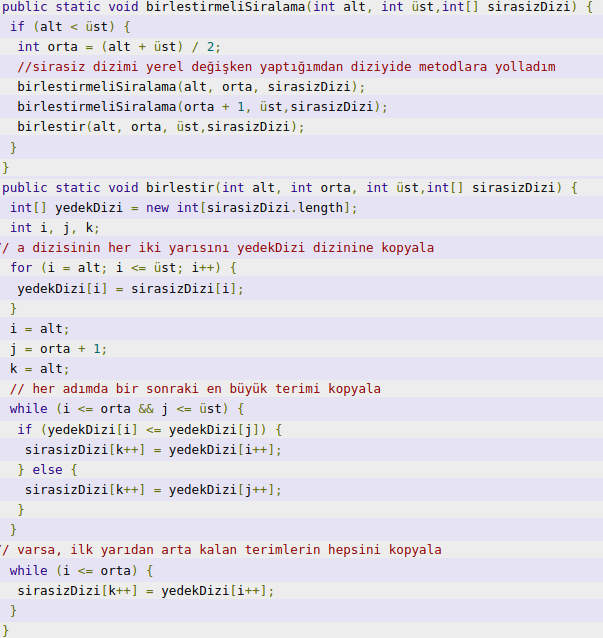 public static void birlestirmeliSiralama(int alt, int üst,int[] sirasizDizi) {
if (alt < üst) {
int orta = (alt + üst) / 2;
//sirasiz dizimi yerel değişken yaptığımdan diziyide metodlara yolladım
birlestirmeliSiralama(alt, orta, sirasizDizi);
birlestirmeliSiralama(orta + 1, üst,sirasizDizi);
birlestir(alt, orta, üst,sirasizDizi);
}
}
public static void birlestir(int alt, int orta, int üst,int[] sirasizDizi) {
int[] yedekDizi = new int[sirasizDizi.length];
int i, j, k;
// a dizisinin her iki yarısını yedekDizi dizinine kopyala
for (i = alt; i <= üst; i++) {
yedekDizi[i] = sirasizDizi[i];
}
i = alt;
j = orta + 1;
k = alt;
// her adımda bir sonraki en büyük terimi kopyala
while (i <= orta && j <= üst) {
if (yedekDizi[i] <= yedekDizi[j]) {
sirasizDizi[k++] = yedekDizi[i++];
} else {
sirasizDizi[k++] = yedekDizi[j++];
}
}
// varsa, ilk yarıdan arta kalan terimlerin hepsini kopyala
while (i <= orta) {
sirasizDizi[k++] = yedekDizi[i++];
}
}